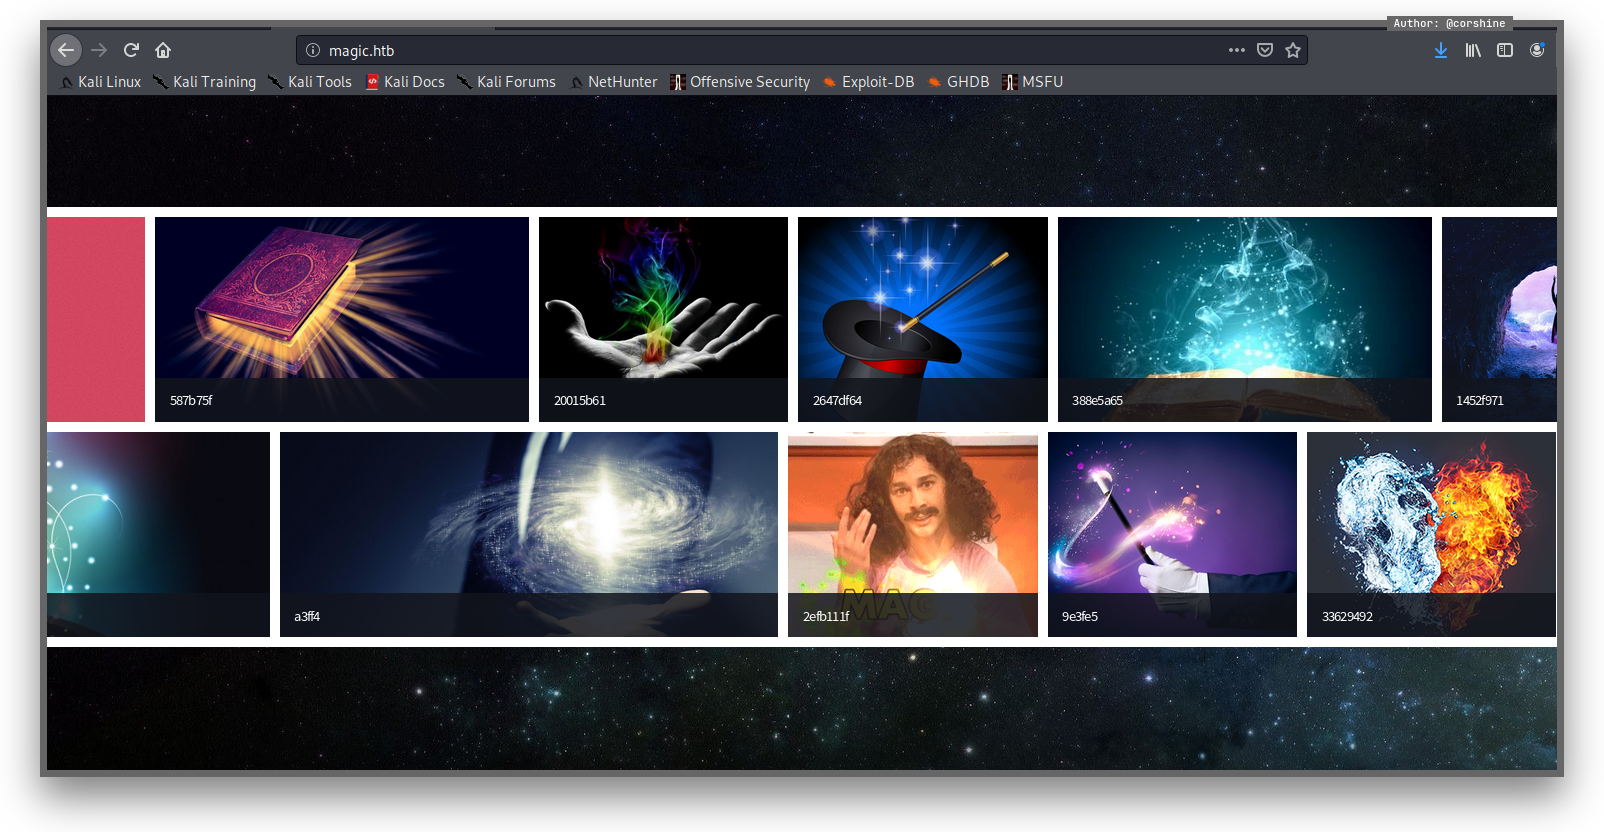 Author: @corshine
magic.htb
Kali Linux Kali Training Kali Tools Kali Docs Kali Forums NetHunter Offensive Security Exploit-DB GHDB MSFU
587b75f
20015b61
2647df64
388e5a65
1452f971
a3ff4
MAG
2efb111f
9e3fe5
33629492